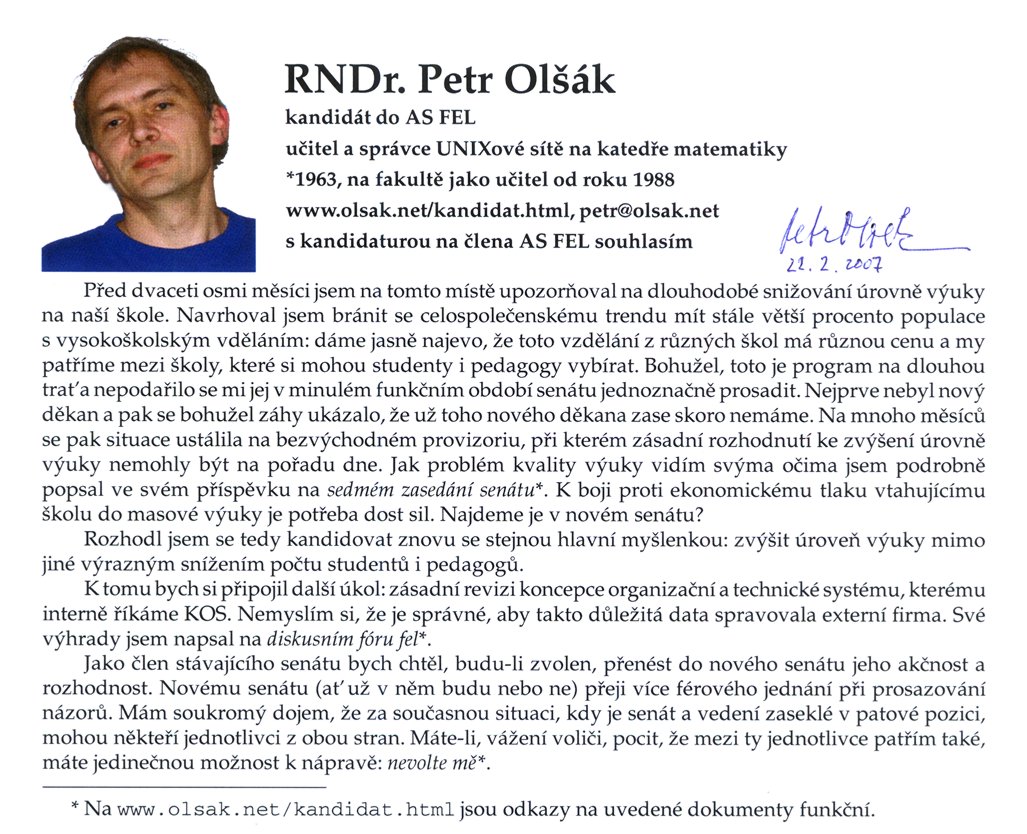 RNDr. Petr Olšák
kandidát do AS FEL
učitel a správce UNIXové sítě na katedře matematiky
*1963, na fakultě jako učitel od roku 1988
www.olsak.net/kandidat.html, petr@olsak.net
s kandidaturou na člena AS FEL souhlasím
Petr Olšák
22. 2. 2007
Před dvaceti osmi měsíci jsem na tomto místě upozorňoval na dlouhodobé snižování úrovně výuky
na naší škole. Navrhoval jsem bránit se celospolečenskému trendu mít stále větší procento populace
s vysokoškolským vděláním: dáme jasně najevo, že toto vzdělání z různých škol má různou cenu a my
patříme mezi školy, které si mohou studenty i pedagogy vybírat. Bohužel, toto je program na dlouhou
trať a nepodařilo se mi jej v minulém funkčním období senátu jednoznačně prosadit. Nejprve nebyl nový
děkan a pak se bohužel záhy ukázalo, že už toho nového děkana zase skoro nemáme. Na mnoho měsíců
se pak situace ustálila na bezvýchodném provizoriu, při kterém zásadní rozhodnutí ke zvýšení úrovně
výuky nemohly být na pořadu dne. Jak problém kvality výuky vidím svýma očima jsem podrobně
popsal ve svém příspěvku na sedmém zasedání senátu*. K boji proti ekonomickému tlaku vtahujícímu
školu do masové výuky je potřeba dost sil. Najdeme je v novém senátu?
Rozhodl jsem se tedy kandidovat znovu se stejnou hlavní myšlenkou: zvýšit úroveň výuky mimo
jiné výrazným snížením počtu studentů i pedagogů.
K tomu bych si připojil další úkol: zásadní revizi koncepce organizační a technické systému, kterému
interně říkáme KOS. Nemyslím si, že je správné, aby takto důležitá data spravovala externí firma. Své
výhrady jsem napsal na diskusním fóru fel*.
Jako člen stávajícího senátu bych chtěl, budu-li zvolen, přenést do nového senátu jeho akčnost a
rozhodnost. Novému senátu (ať už v něm budu nebo ne) přeji více férového jednání při prosazování
názorů. Mám soukromý dojem, že za současnou situaci, kdy je senát a vedení zaseklé v patové pozici,
mohou někteří jednotlivci z obou stran. Máte-li, vážení voliči, pocit, že mezi ty jednotlivce patřím také,
máte jedinečnou možnost k nápravě: nevolte mě*.
* Na www.olsak.net/kandidat.html jsou odkazy na uvedené dokumenty funkční.